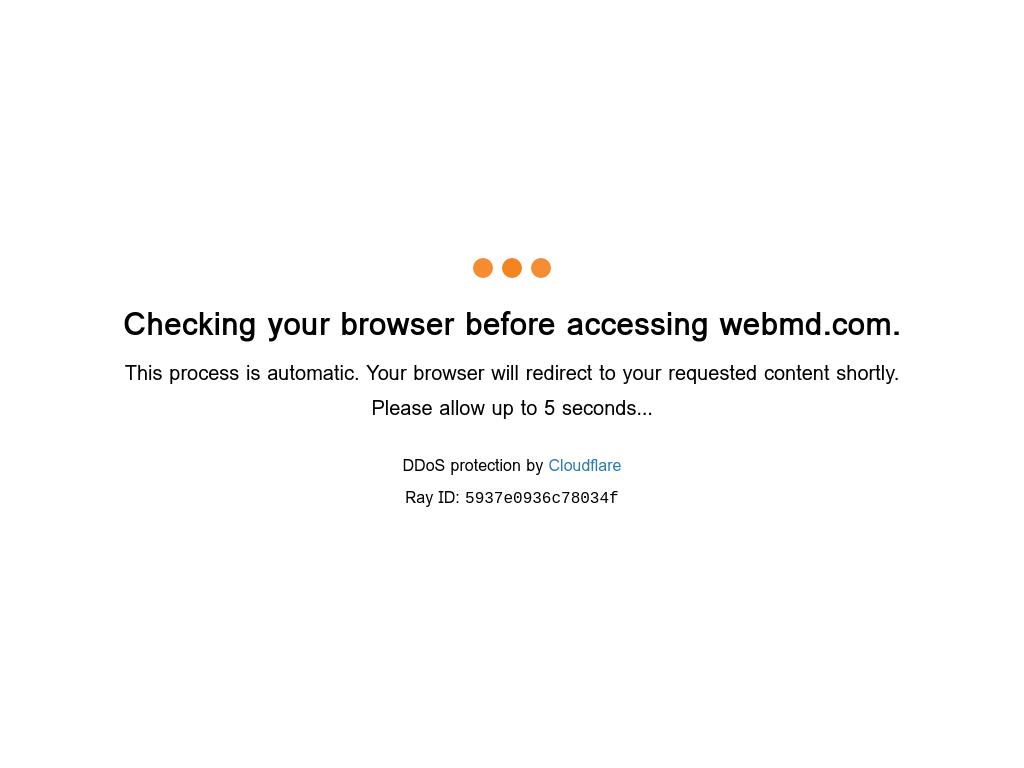 Checking your browser before accessing webmd.com.
This process is automatic. Your browser will redirect to your requested content shortly.
Please allow up to 5 seconds...
DDoS protection by Cloudflare
Ray ID: 5937e0936c78034f